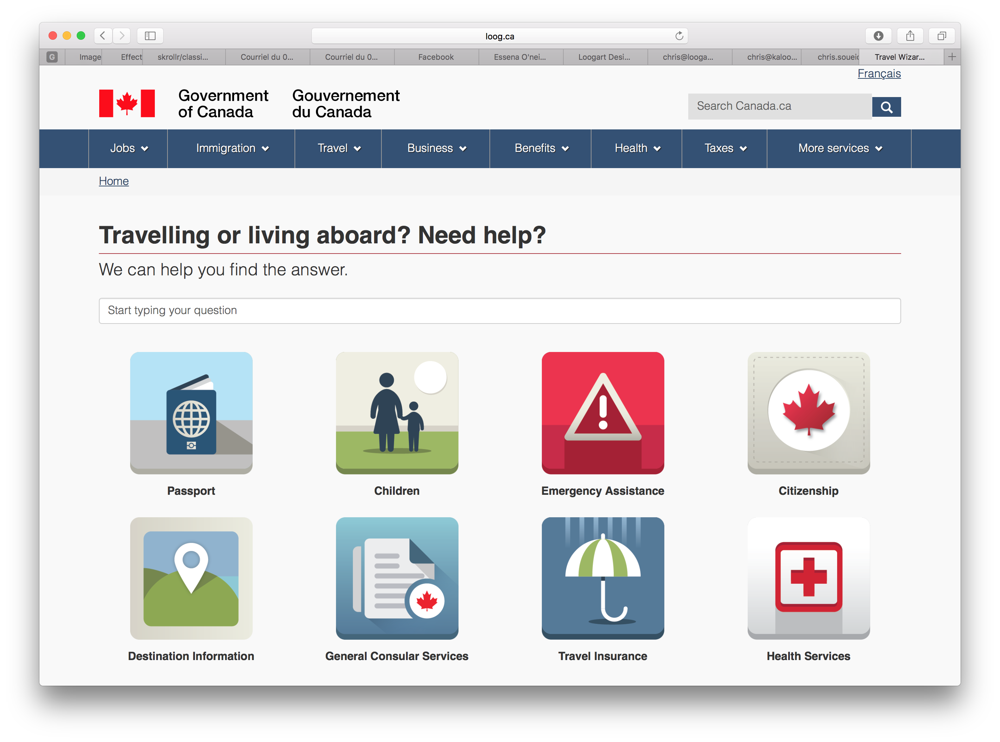 loog.ca
G Image Effect skrollr/classi... Courriel du 0... Courriel du 0... Facebook Essena O'nei... Loogart Desi... chris@looga... chris@kaloo... chris.soueid Travel Wizar...
Français
Government Gouvernement
of Canada du Canada
Search Canada.ca
Jobs Immigration Travel Business Benefits Health Taxes More services
Home
Travelling or living aboard? Need help?
We can help you find the answer.
Start typing your question
Passport Children Emergency Assistance Citizenship
Destination Information General Consular Services Travel Insurance Health Services